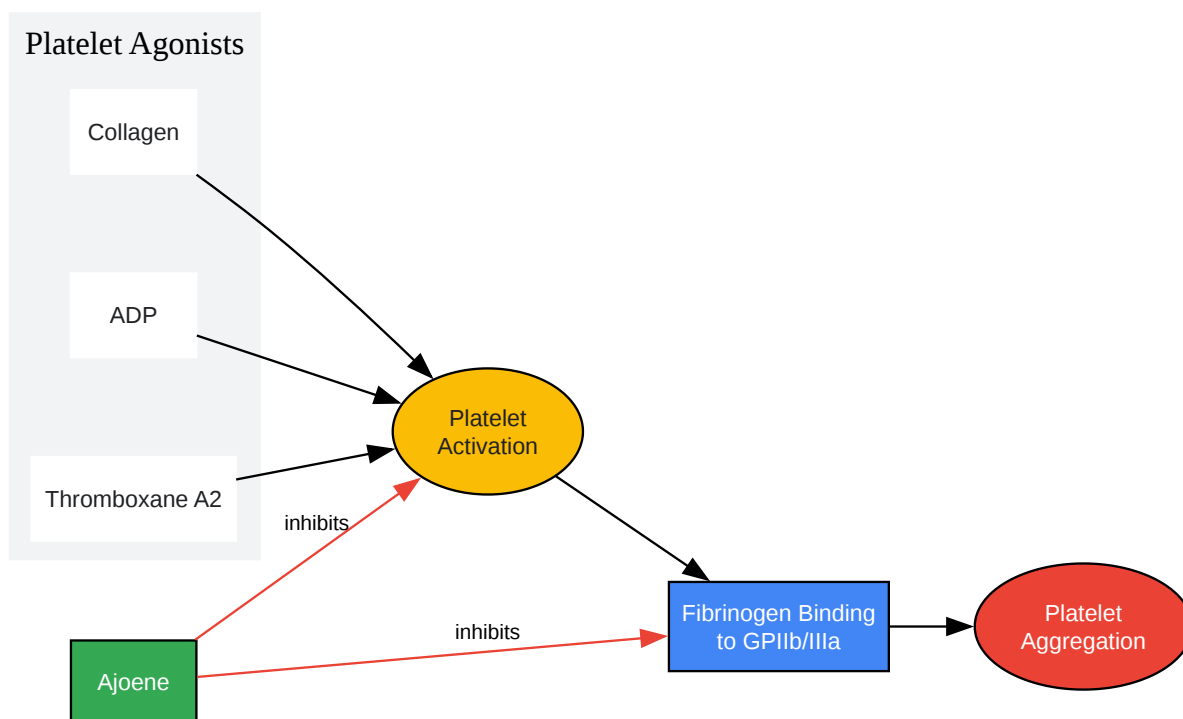 Platelet Agonists
Collagen
ADP
Thromboxane A2
Platelet
Activation
inhibits
inhibits
Fibrinogen Binding
to GPIIb/IIIa
Platelet
Aggregation
Ajoene